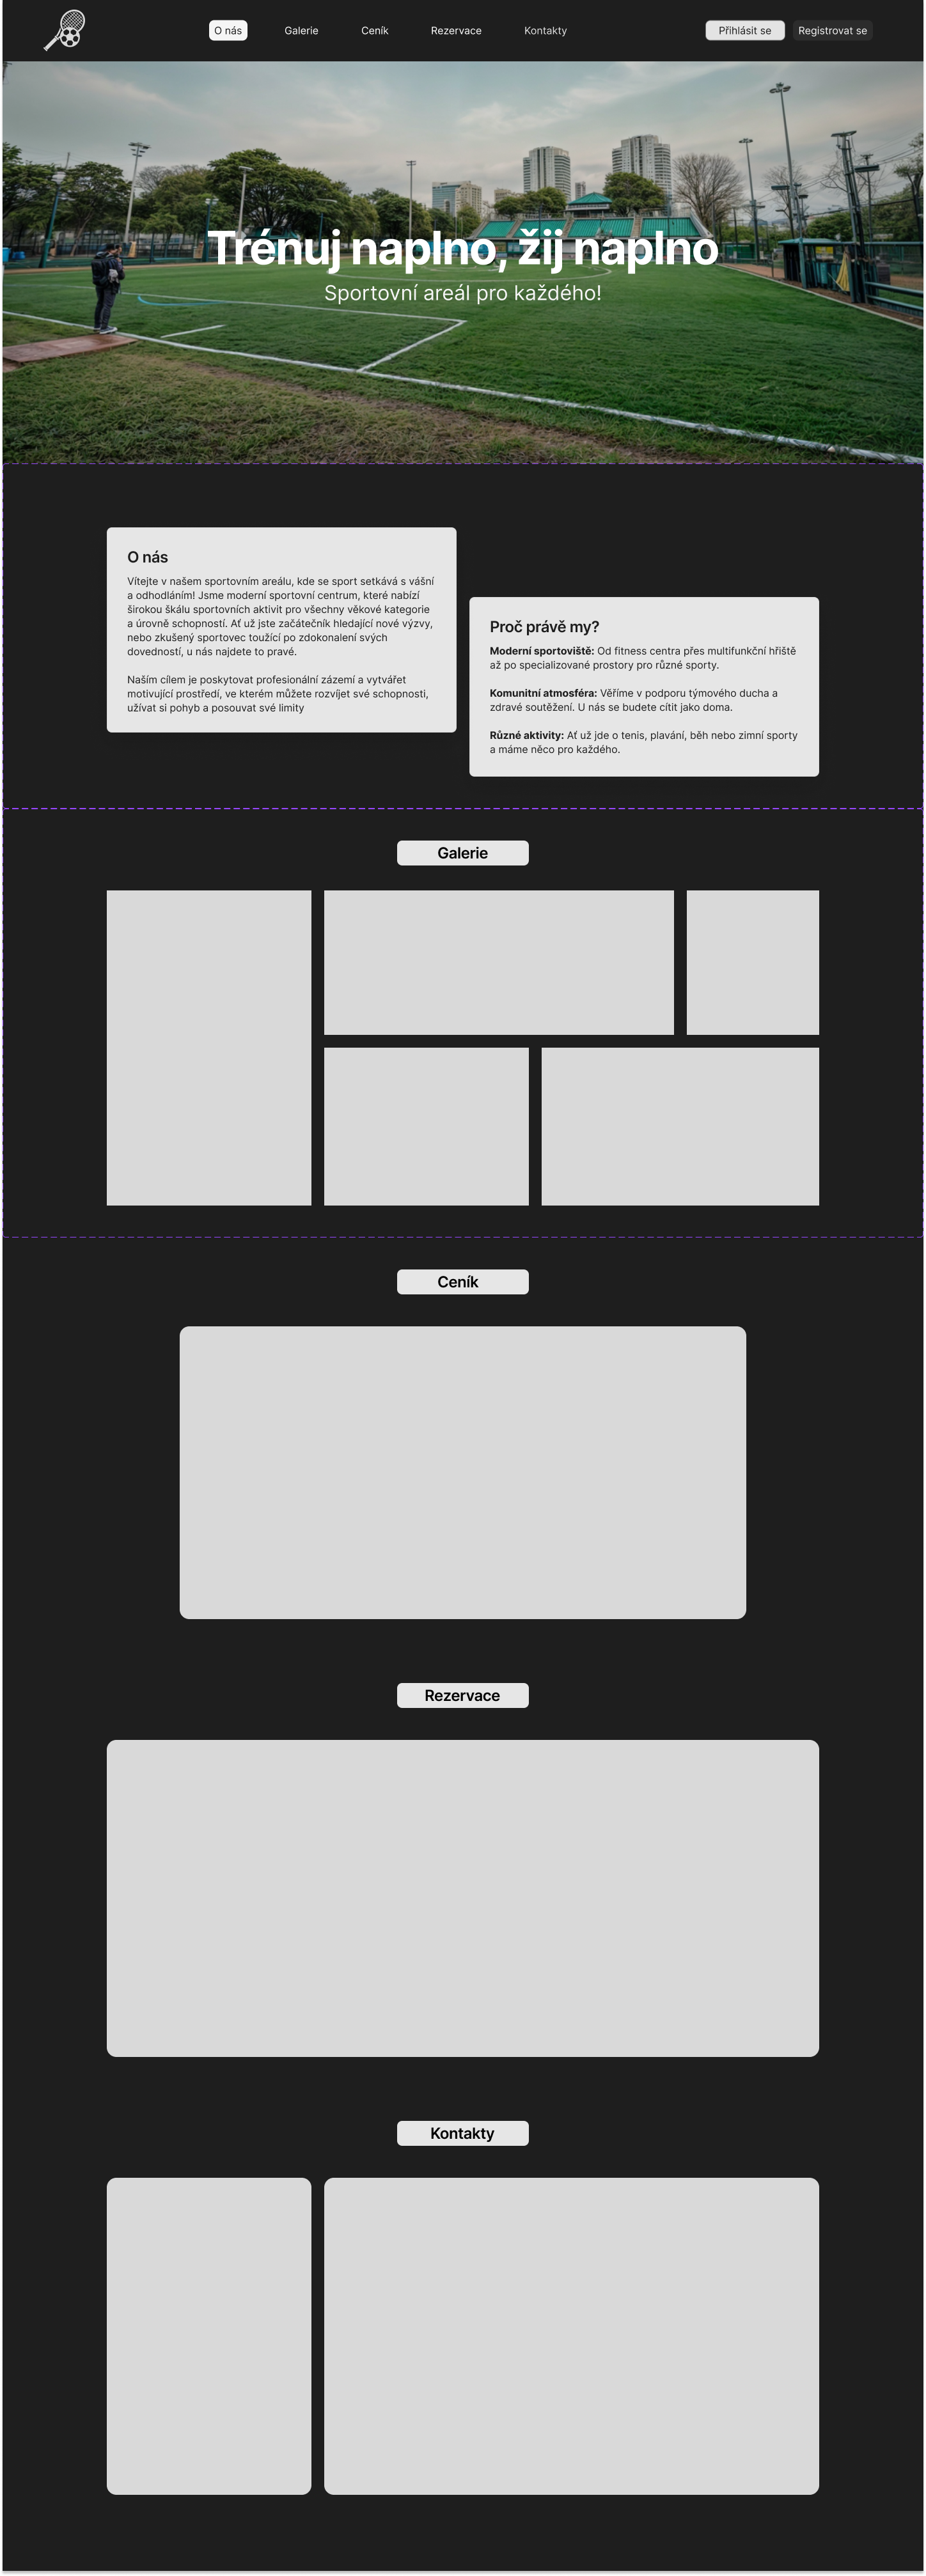 O nás
Galerie
Ceník
Rezervace
Kontakty
Přihlásit se
Registrovat se
Trénuj naplno, žij naplno
Sportovní areál pro každého!
O nás
Vítejte v našem sportovním areálu, kde se sport setkává s vášní
a odhodláním! Jsme moderní sportovní centrum, které nabízí
širokou škálu sportovních aktivit pro všechny věkové kategorie
a úrovně schopností. Ať už jste začátečník hledající nové výzvy,
nebo zkušený sportovec toužící po zdokonalení svých
dovedností, u nás najdete to pravé.
Naším cílem je poskytovat profesionální zázemí a vytvářet
motivující prostředí, ve kterém můžete rozvíjet své schopnosti,
užívat si pohyb a posouvat své limity
Proč právě my?
Moderní sportoviště: Od fitness centra přes multifunkční hřiště
až po specializované prostory pro různé sporty.
Komunitní atmosféra: Věříme v podporu týmového ducha a
zdravé soutěžení. U nás se budete cítit jako doma.
Různé aktivity: Ať už jde o tenis, plavání, běh nebo zimní sporty
a máme něco pro každého.
Galerie
Ceník
Rezervace
Kontakty